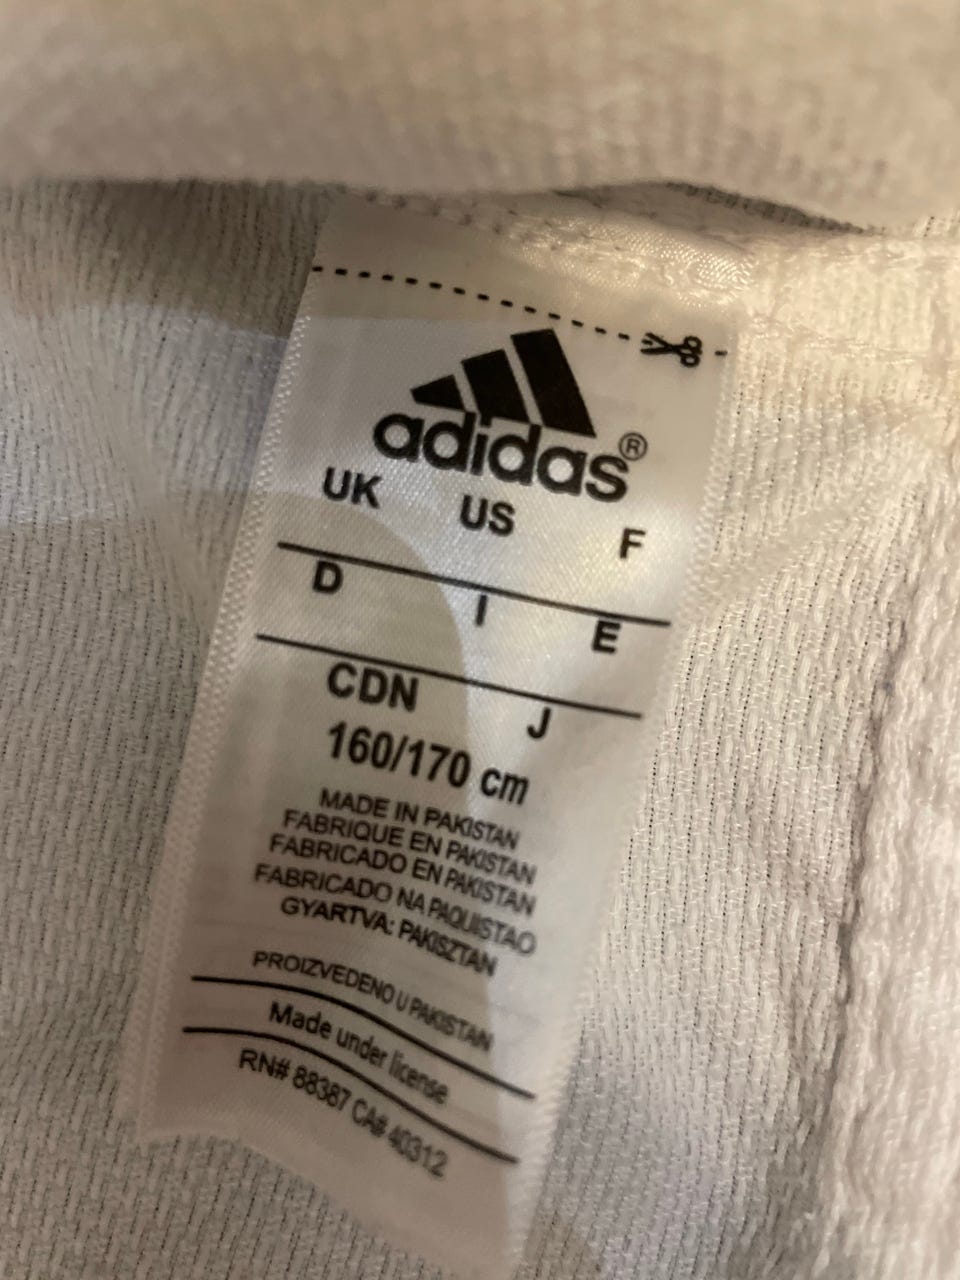 adidas®
UK US F
D I E
CDN J
160/170 cm
MADE IN PAKISTAN
FABRIQUE EN PAKISTAN
FABRICADO EN PAKISTAN
FABRICADO NA PAQUISTAO
GYARTVA: PAKISZTAN
PROIZVEDENO U PAKISTAN
Made under license
RN# 88387 CA# 40312